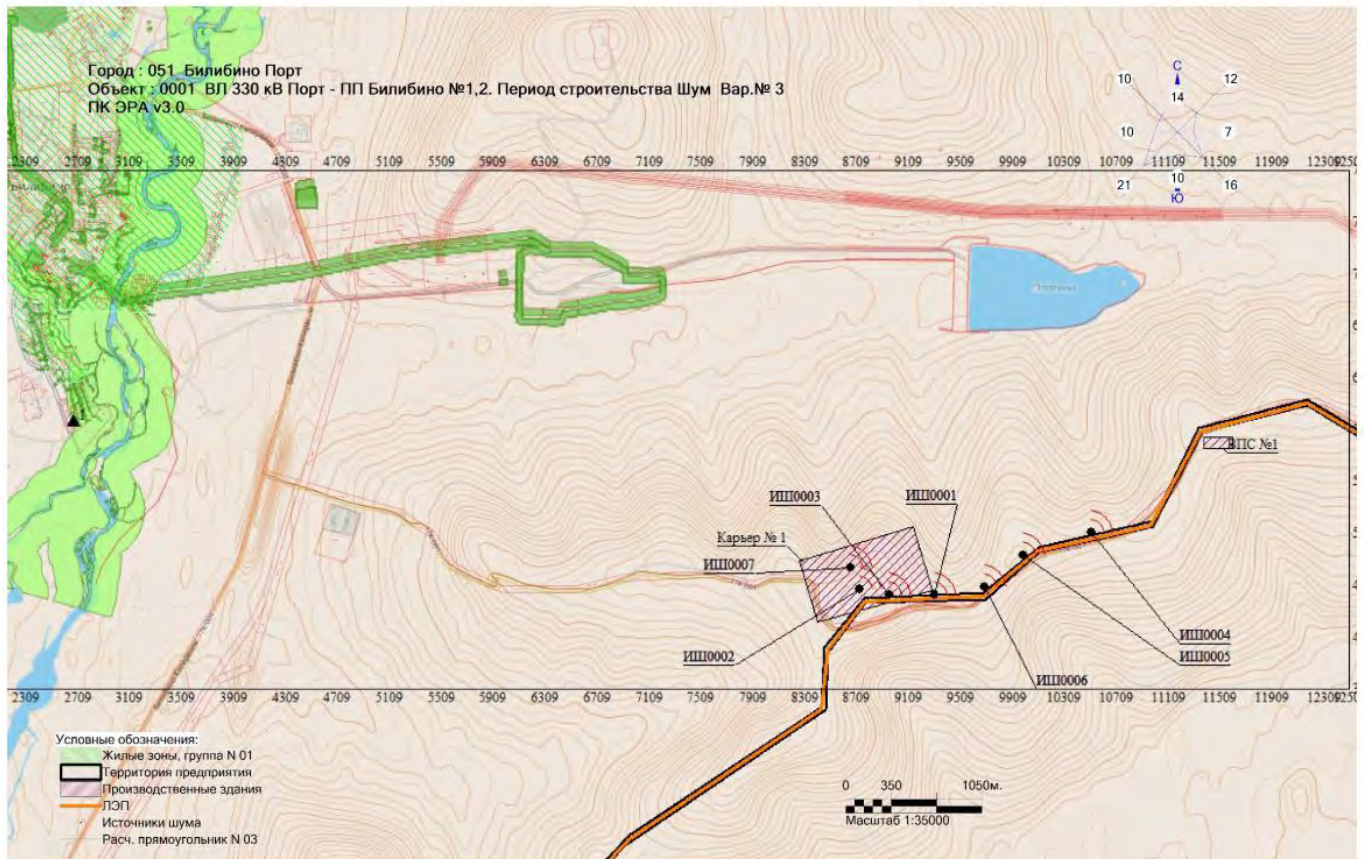 Город : 051 Билибино Порт
Объект : 0001 ВЛ 330 кВ Порт - ПП Билибино №1,2. Период строительства Шум Вар.№ 3
ПК ЭРА v3.0
С
10 12
14
10 7
10
21 16
Ю
2309 2709 3109 3509 3909 4309 4709 5109 5509 5909 6309 6709 7109 7509 7909 8309 8709 9109 9509 9909 10309 10709 11109 11509 11909 12309
1
ВПС №1
ИШ0003
ИШ0001
Карьер № 1
ИШ0007
ИШ0004
ИШ0002
ИШ0005
ИШ0006
2309 2709 3109 3509 3909 4309 4709 5109 5509 5909 6309 6709 7109 7509 7909 8309 8709 9109 9509 9909 10309 10709 11109 11509 11909 12309
Условные обозначения:
Жилые зоны, группа N 01
Территория предприятия
Производственные здания
ЛЭП
Источники шума
Расч. прямоугольник N 03
0 350 1050м.
Масштаб 1:35000